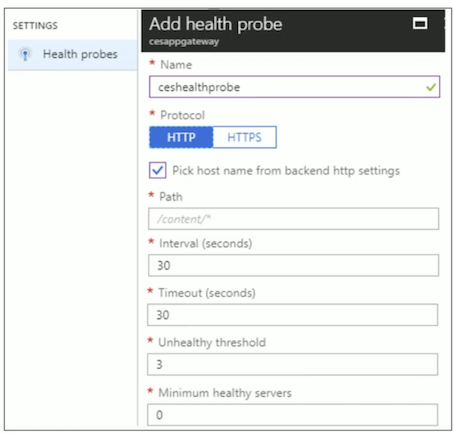 SETTINGS
Health probes
Add health probe
cesappgateway
* Name
ceshealthprobe
* Protocol
HTTP HTTPS
Pick host name from backend http settings
* Path
/content/*
* Interval (seconds)
30
* Timeout (seconds)
30
* Unhealthy threshold
3
* Minimum healthy servers
0